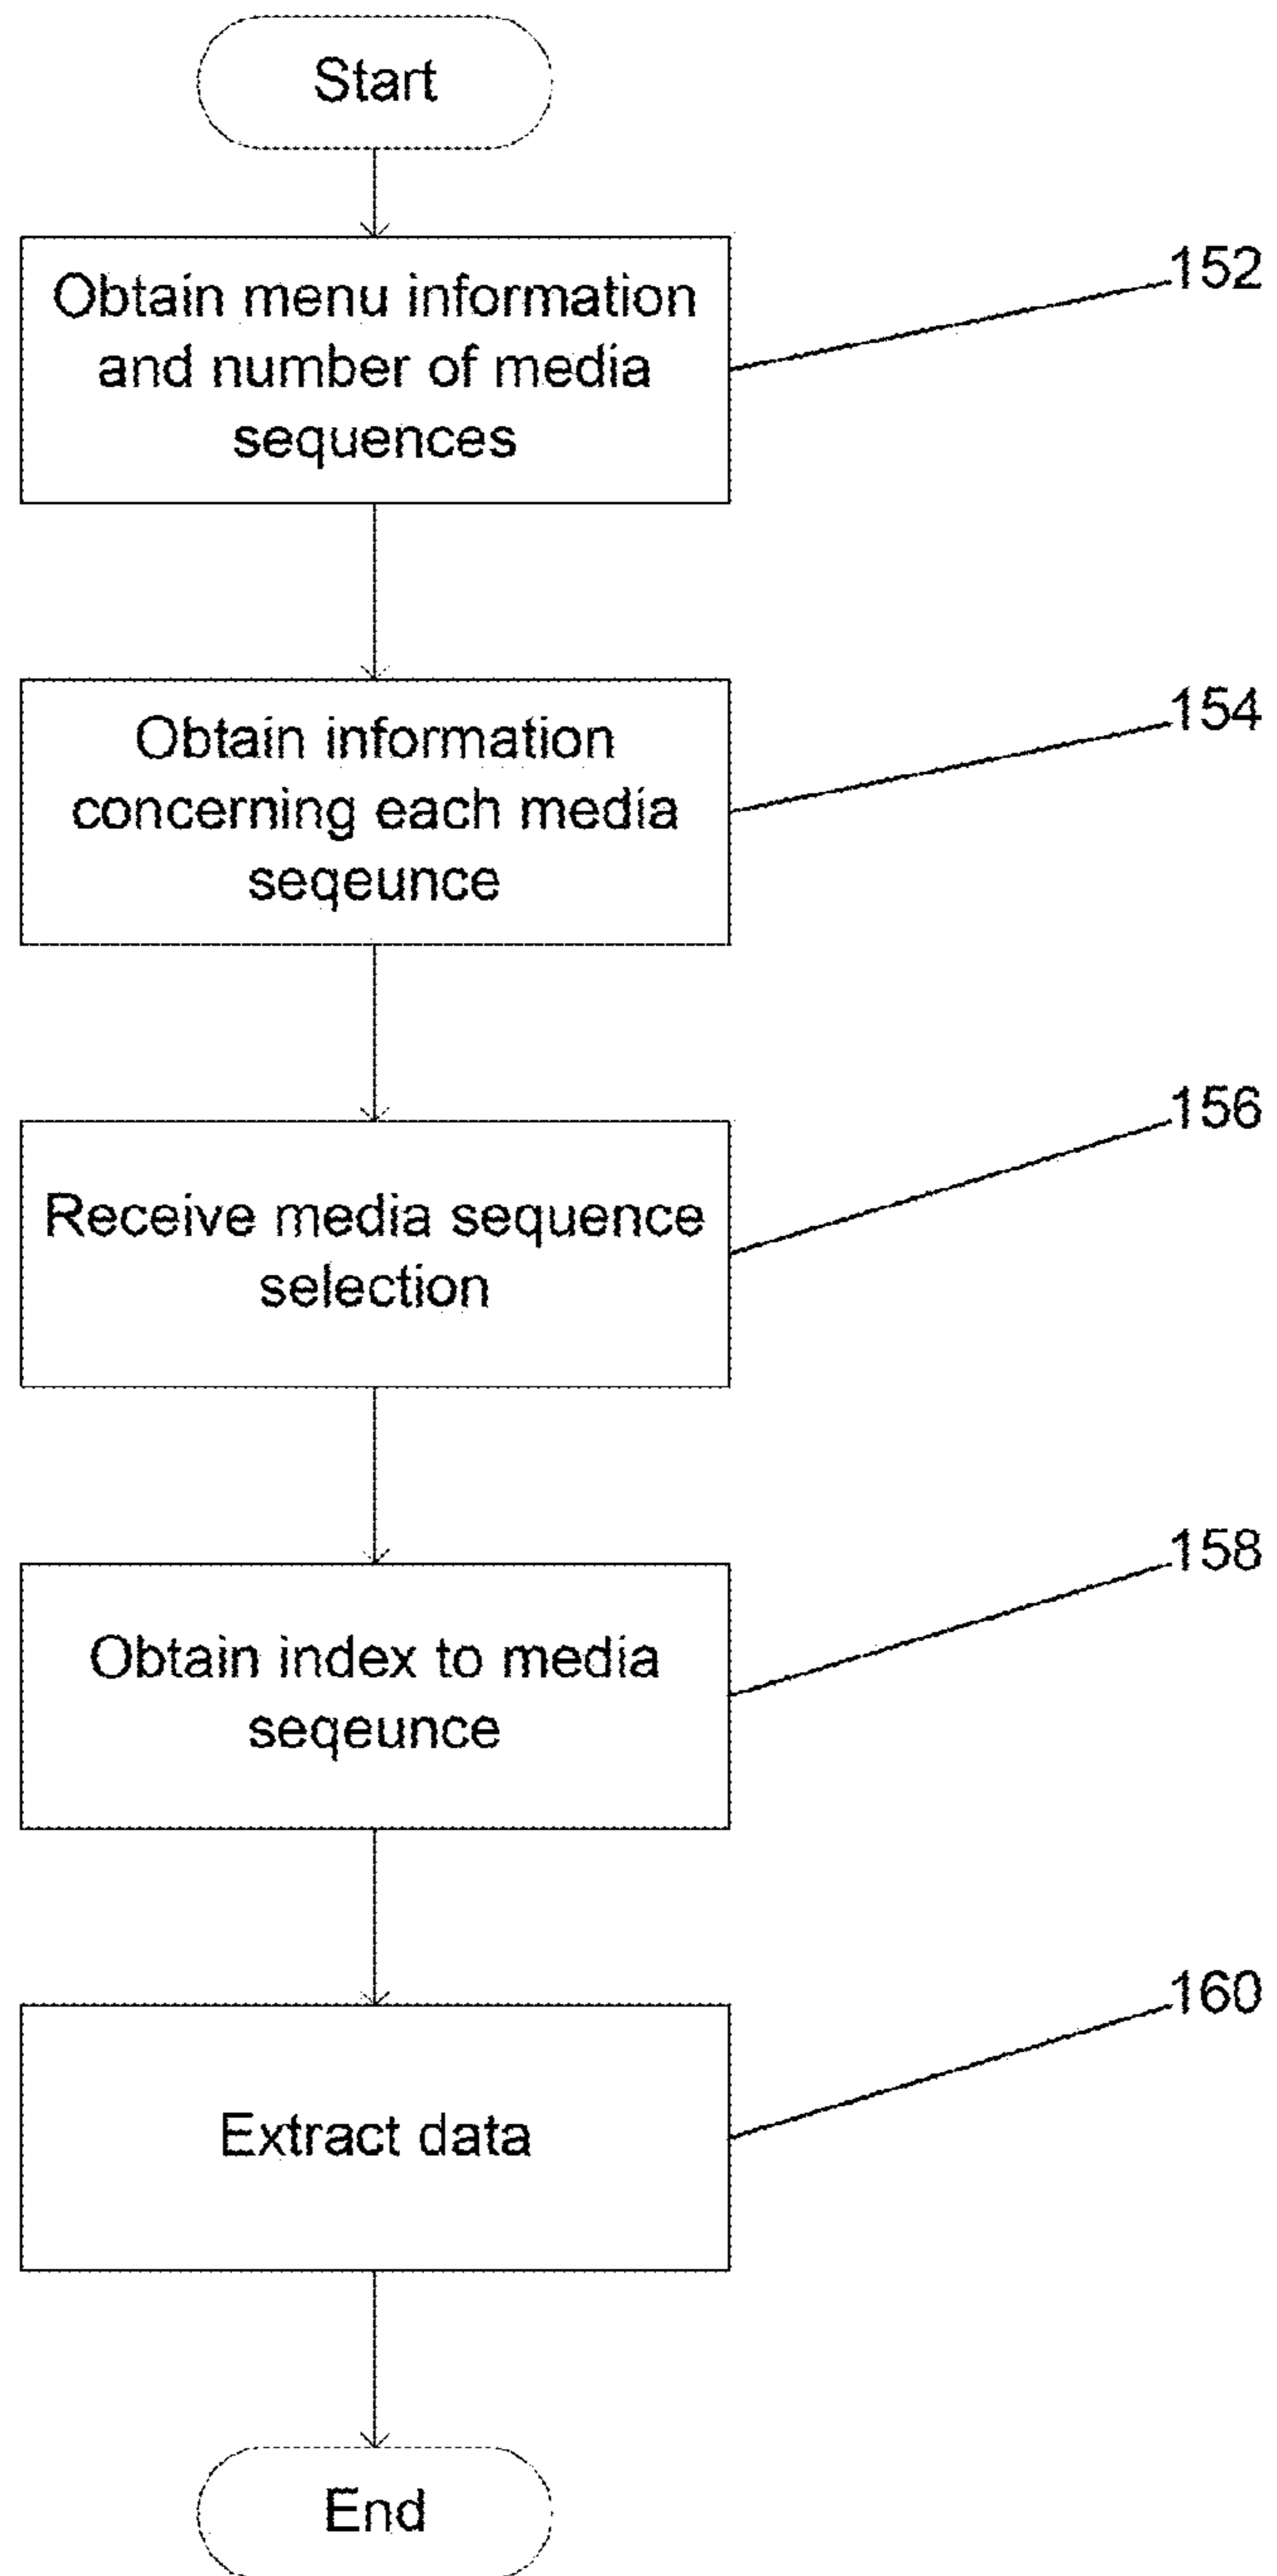 Start
Obtain menu information
and number of media
sequences
152
Obtain information
concerning each media
seqeunce
154
Receive media sequence
selection
156
Obtain index to media
seqeunce
158
Extract data
160
End